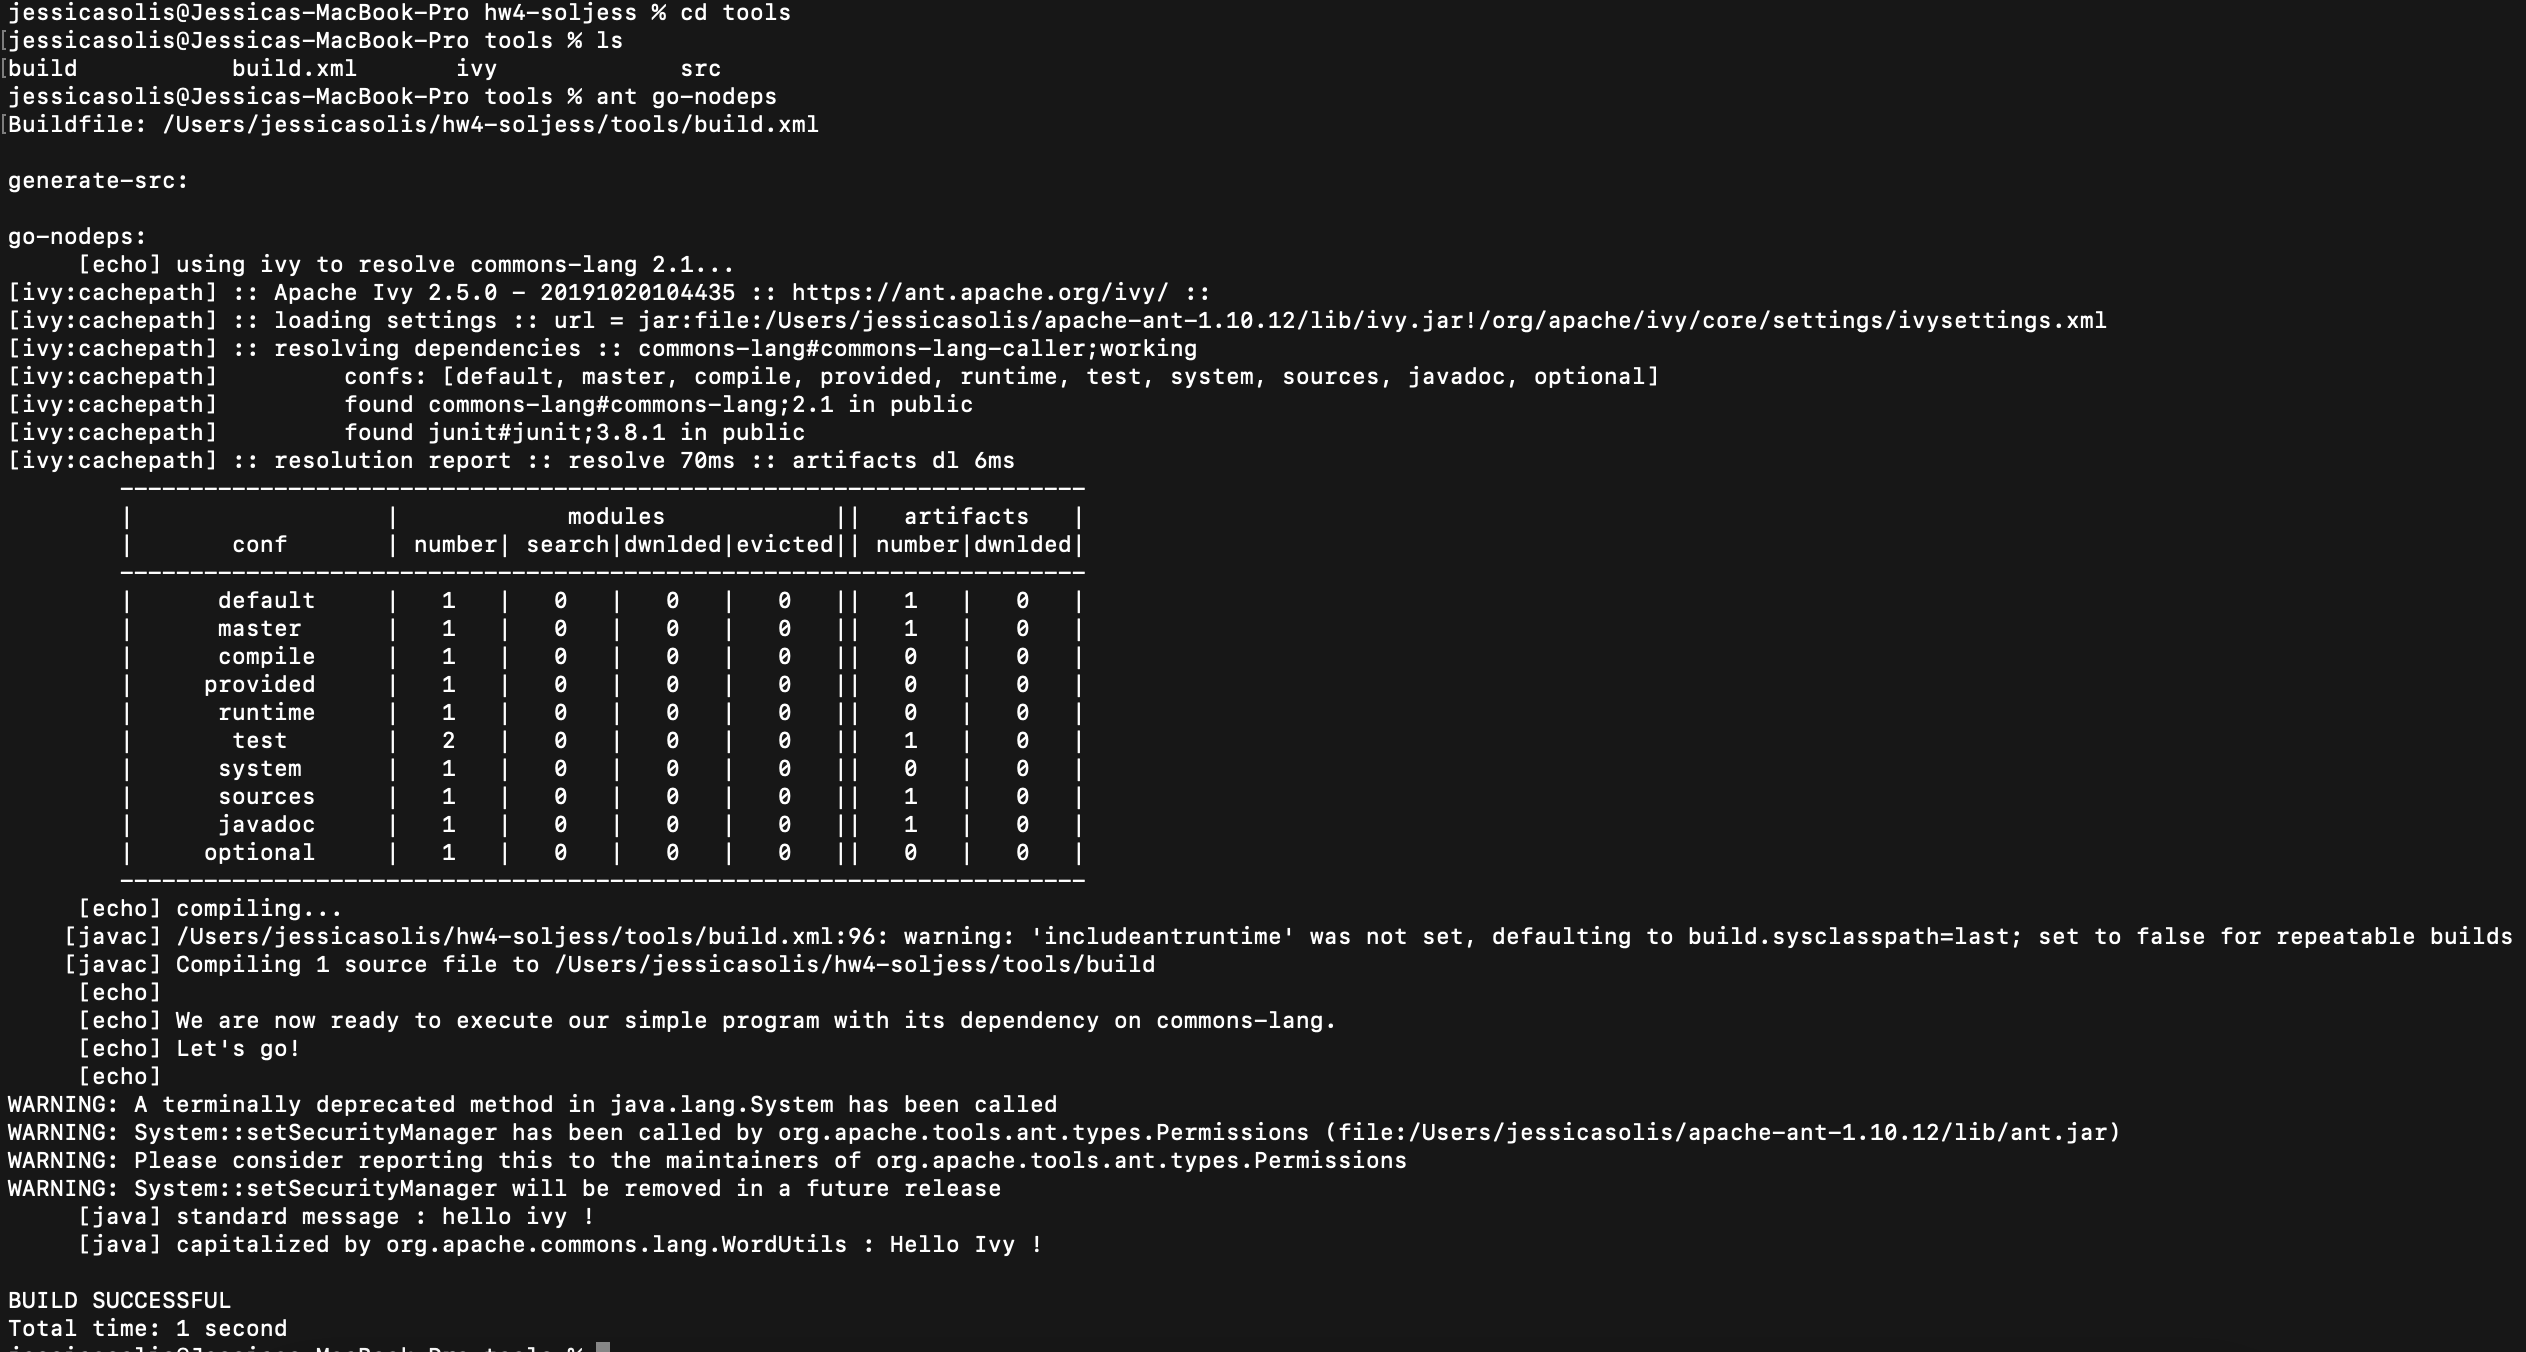 jessicasolis@Jessicas-MacBook-Pro hw4-soljess % cd tools
[jessicasolis@Jessicas-MacBook-Pro tools % ls
[build           build.xml       ivy             src
jessicasolis@Jessicas-MacBook-Pro tools % ant go-nodeps
[Buildfile: /Users/jessicasolis/hw4-soljess/tools/build.xml

generate-src:

go-nodeps:
     [echo] using ivy to resolve commons-lang 2.1...
[ivy:cachepath] :: Apache Ivy 2.5.0 - 20191020104435 :: https://ant.apache.org/ivy/ ::
[ivy:cachepath] :: loading settings :: url = jar:file:/Users/jessicasolis/apache-ant-1.10.12/lib/ivy.jar!/org/apache/ivy/core/settings/ivysettings.xml
[ivy:cachepath] :: resolving dependencies :: commons-lang#commons-lang-caller;working
[ivy:cachepath]         confs: [default, master, compile, provided, runtime, test, system, sources, javadoc, optional]
[ivy:cachepath]         found commons-lang#commons-lang;2.1 in public
[ivy:cachepath]         found junit#junit;3.8.1 in public
[ivy:cachepath] :: resolution report :: resolve 70ms :: artifacts dl 6ms
        ---------------------------------------------------------------------
        |                  |            modules            ||   artifacts   |
        |       conf       | number| search|dwnlded|evicted|| number|dwnlded|
        ---------------------------------------------------------------------
        |      default     |   1   |   0   |   0   |   0   ||   1   |   0   |
        |      master      |   1   |   0   |   0   |   0   ||   1   |   0   |
        |      compile     |   1   |   0   |   0   |   0   ||   0   |   0   |
        |     provided     |   1   |   0   |   0   |   0   ||   0   |   0   |
        |      runtime     |   1   |   0   |   0   |   0   ||   0   |   0   |
        |       test       |   2   |   0   |   0   |   0   ||   1   |   0   |
        |      system      |   1   |   0   |   0   |   0   ||   0   |   0   |
        |      sources     |   1   |   0   |   0   |   0   ||   1   |   0   |
        |      javadoc     |   1   |   0   |   0   |   0   ||   1   |   0   |
        |     optional     |   1   |   0   |   0   |   0   ||   0   |   0   |
        ---------------------------------------------------------------------
     [echo] compiling...
    [javac] /Users/jessicasolis/hw4-soljess/tools/build.xml:96: warning: 'includeantruntime' was not set, defaulting to build.sysclasspath=last; set to false for repeatable builds
    [javac] Compiling 1 source file to /Users/jessicasolis/hw4-soljess/tools/build
     [echo]
     [echo] We are now ready to execute our simple program with its dependency on commons-lang.
     [echo] Let's go!
     [echo]
WARNING: A terminally deprecated method in java.lang.System has been called
WARNING: System::setSecurityManager has been called by org.apache.tools.ant.types.Permissions (file:/Users/jessicasolis/apache-ant-1.10.12/lib/ant.jar)
WARNING: Please consider reporting this to the maintainers of org.apache.tools.ant.types.Permissions
WARNING: System::setSecurityManager will be removed in a future release
     [java] standard message : hello ivy !
     [java] capitalized by org.apache.commons.lang.WordUtils : Hello Ivy !

BUILD SUCCESSFUL
Total time: 1 second
jessicasolis@Jessicas-MacBook-Pro tools %